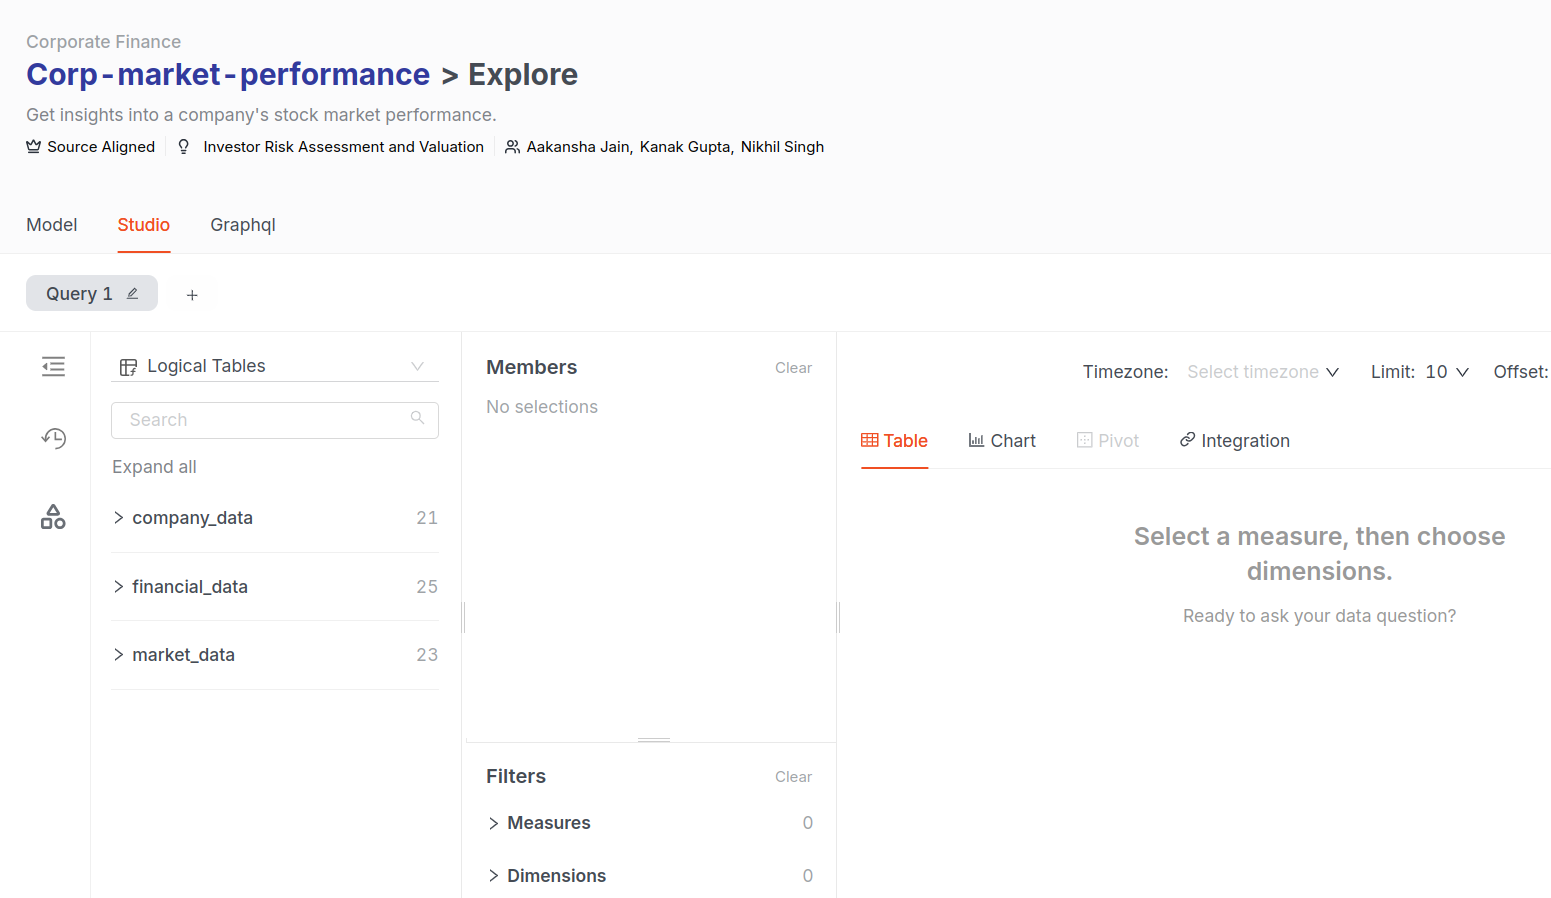 Corporate Finance
Corp-market-performance > Explore
Get insights into a company's stock market performance.
Source Aligned Investor Risk Assessment and Valuation Aakansha Jain, Kanak Gupta, Nikhil Singh
Model Studio Graphql
Query 1 +
Logical Tables
Search
Expand all
company_data 21
financial_data 25
market_data 23
Members Clear
No selections
Filters Clear
Measures 0
Dimensions 0
Timezone: Select timezone Limit: 10 Offset:
Table Chart Pivot Integration
Select a measure, then choose
dimensions.
Ready to ask your data question?